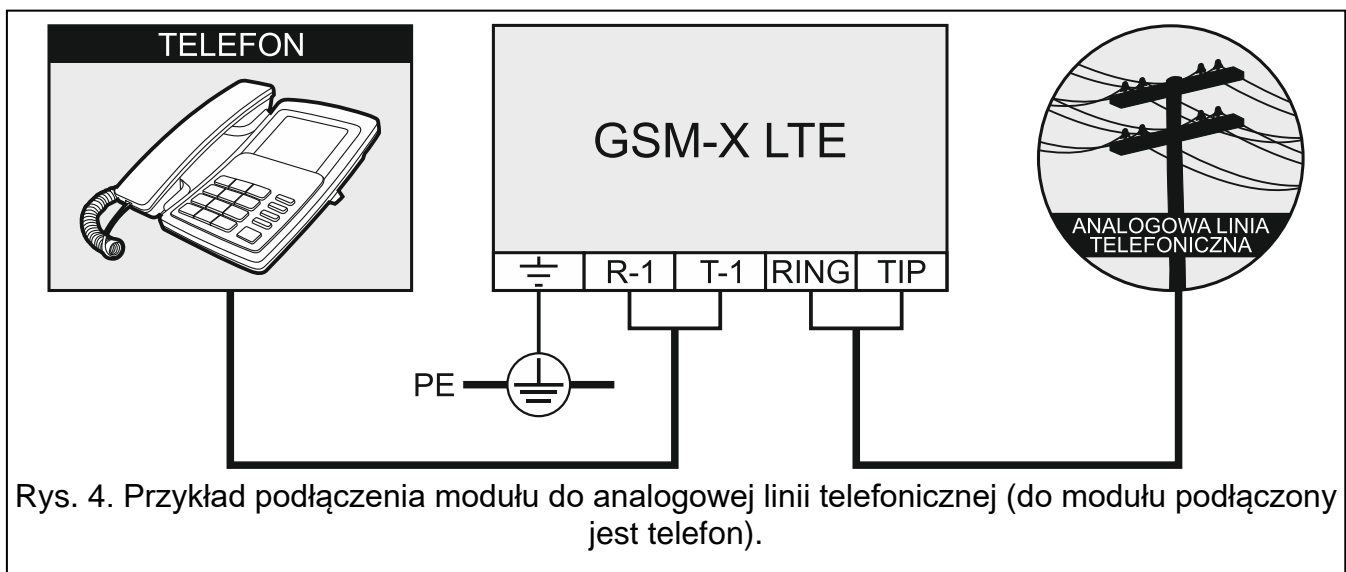 TELEFON
GSM-X LTE
R-1 T-1 RING TIP
ANALOGOWA LINIA
TELEFONICZNA
PE
Rys. 4. Przykład podłączenia modułu do analogowej linii telefonicznej (do modułu podłączony
jest telefon).